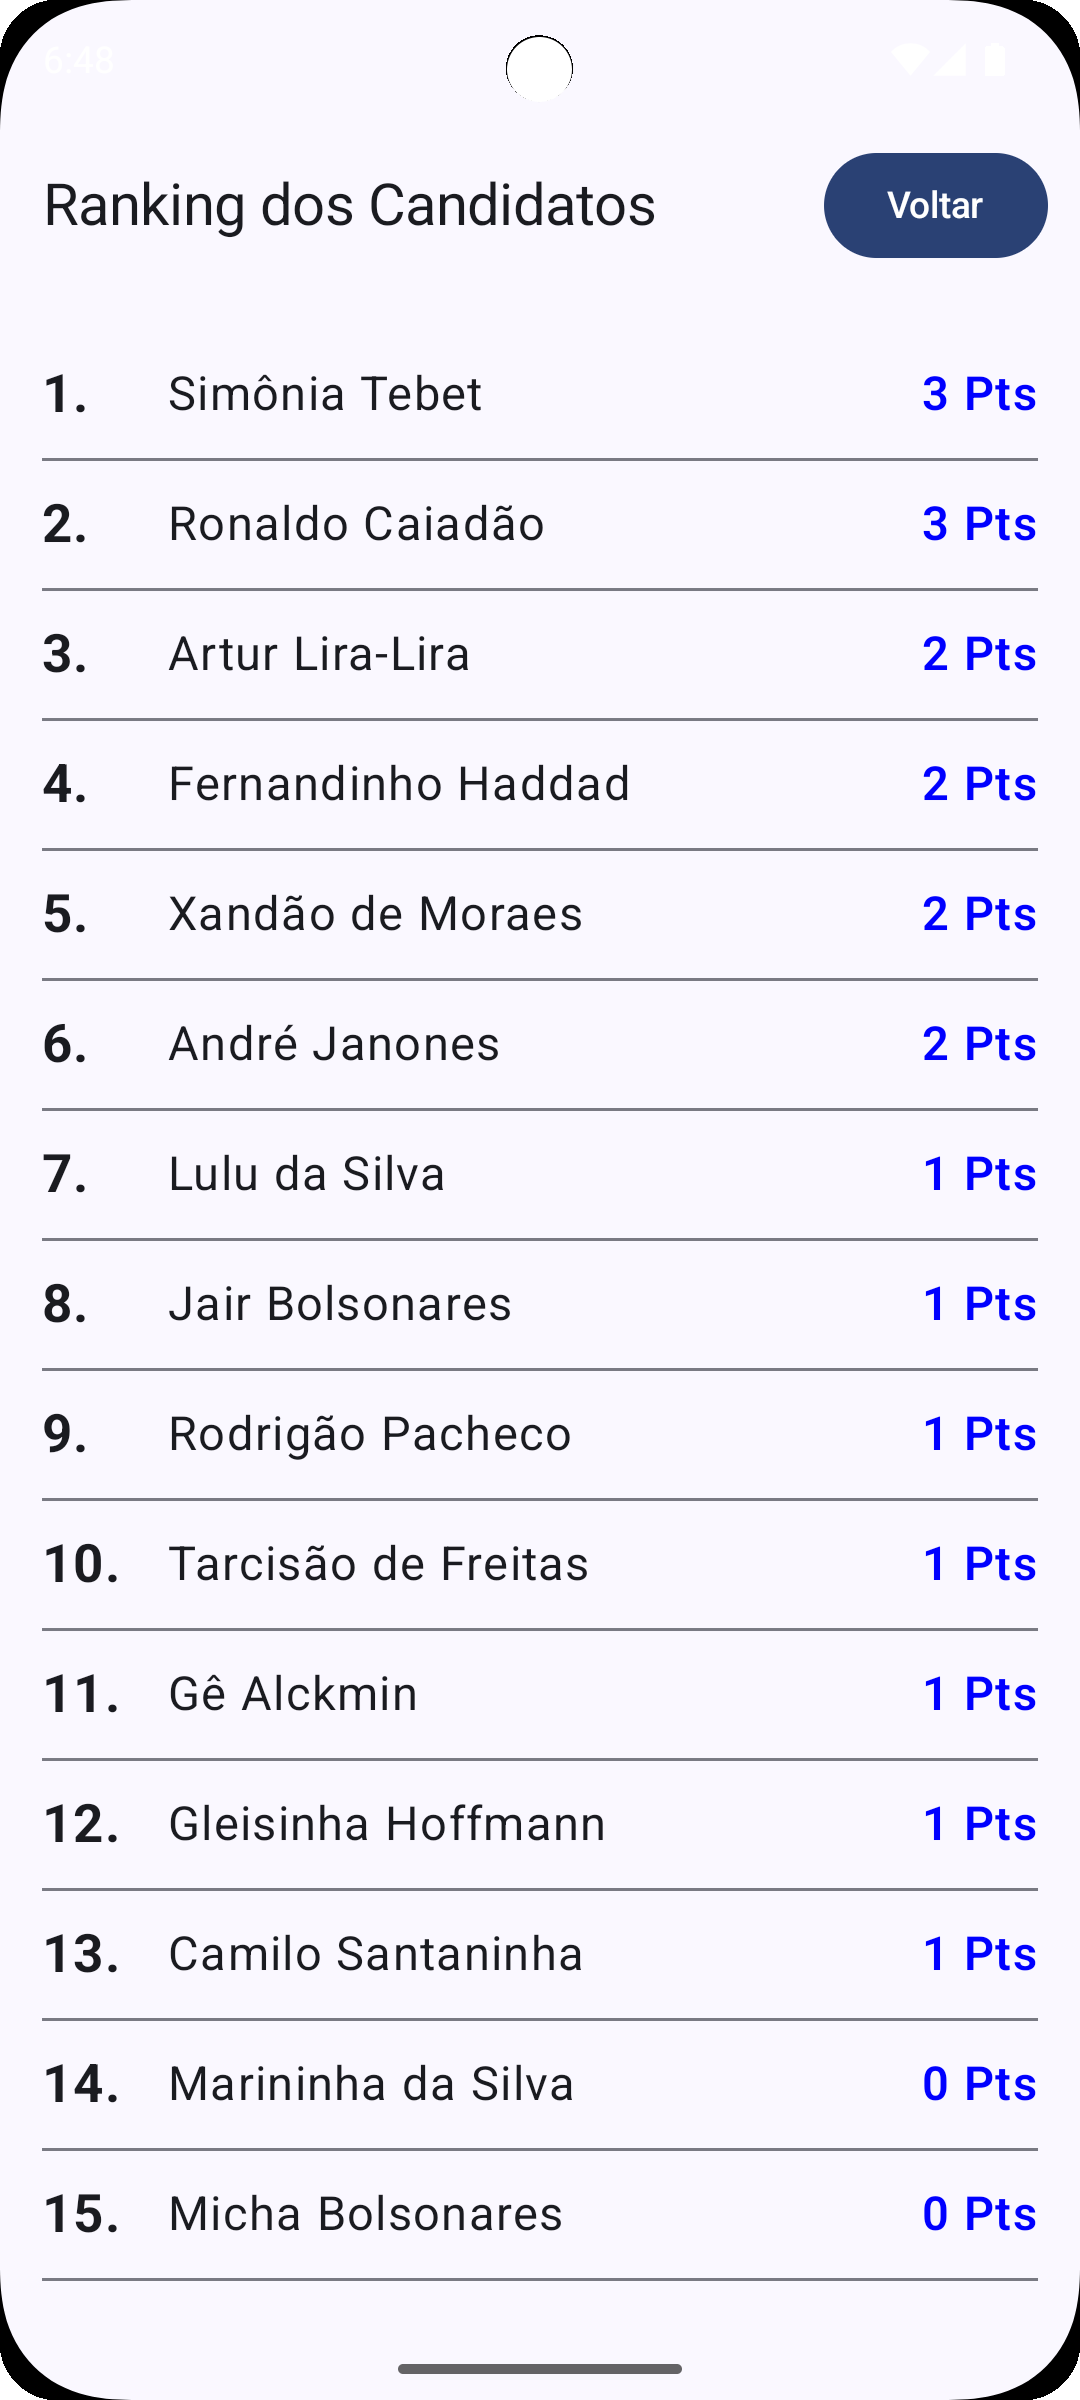 6:48
Ranking dos Candidatos
Voltar
1. Simônia Tebet 3 Pts
2. Ronaldo Caiadão 3 Pts
3. Artur Lira-Lira 2 Pts
4. Fernandinho Haddad 2 Pts
5. Xandão de Moraes 2 Pts
6. André Janones 2 Pts
7. Lulu da Silva 1 Pts
8. Jair Bolsonares 1 Pts
9. Rodrigão Pacheco 1 Pts
10. Tarcisão de Freitas 1 Pts
11. Gê Alckmin 1 Pts
12. Gleisinha Hoffmann 1 Pts
13. Camilo Santaninha 1 Pts
14. Marininha da Silva 0 Pts
15. Micha Bolsonares 0 Pts